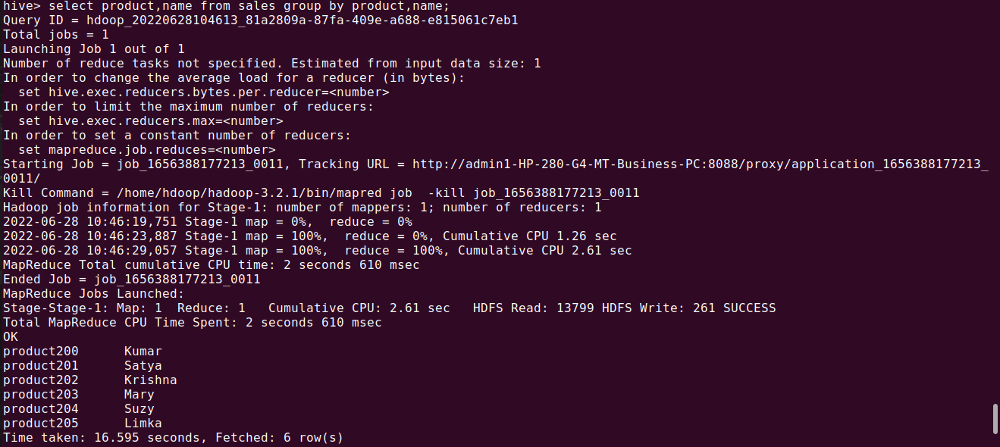 hive> select product,name from sales group by product,name;
Query ID = hdoop_20220628104613_81a2809a-87fa-409e-a688-e815061c7eb1
Total jobs = 1
Launching Job 1 out of 1
Number of reduce tasks not specified. Estimated from input data size: 1
In order to change the average load for a reducer (in bytes):
  set hive.exec.reducers.bytes.per.reducer=<number>
In order to limit the maximum number of reducers:
  set hive.exec.reducers.max=<number>
In order to set a constant number of reducers:
  set mapreduce.job.reduces=<number>
Starting Job = job_1656388177213_0011, Tracking URL = http://admin1-HP-280-G4-MT-Business-PC:8088/proxy/application_1656388177213_
0011/
Kill Command = /home/hdoop/hadoop-3.2.1/bin/mapred job  -kill job_1656388177213_0011
Hadoop job information for Stage-1: number of mappers: 1; number of reducers: 1
2022-06-28 10:46:19,751 Stage-1 map = 0%,  reduce = 0%
2022-06-28 10:46:23,887 Stage-1 map = 100%,  reduce = 0%, Cumulative CPU 1.26 sec
2022-06-28 10:46:29,057 Stage-1 map = 100%,  reduce = 100%, Cumulative CPU 2.61 sec
MapReduce Total cumulative CPU time: 2 seconds 610 msec
Ended Job = job_1656388177213_0011
MapReduce Jobs Launched:
Stage-Stage-1: Map: 1  Reduce: 1   Cumulative CPU: 2.61 sec   HDFS Read: 13799 HDFS Write: 261 SUCCESS
Total MapReduce CPU Time Spent: 2 seconds 610 msec
OK
product200      Kumar
product201      Satya
product202      Krishna
product203      Mary
product204      Suzy
product205      Limka
Time taken: 16.595 seconds, Fetched: 6 row(s)